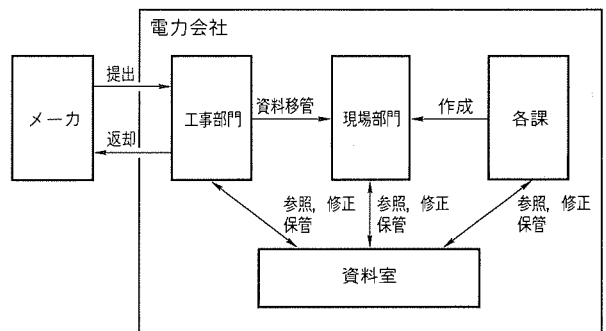 電力会社
提出
メーカ
工事部門
資料移管
現場部門
作成
各課
返却
参照，修正
保管
参照，修正
保管
参照，修正
保管
資料室